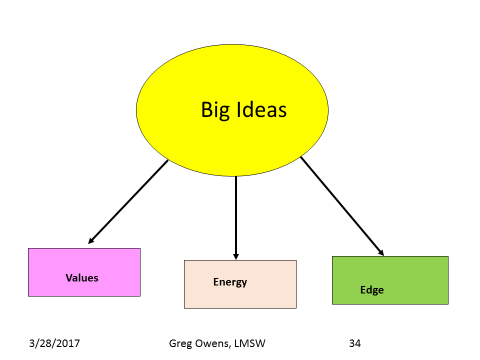 Big Ideas
Values
Energy
Edge
3/28/2017
Greg Owens, LMSW
34